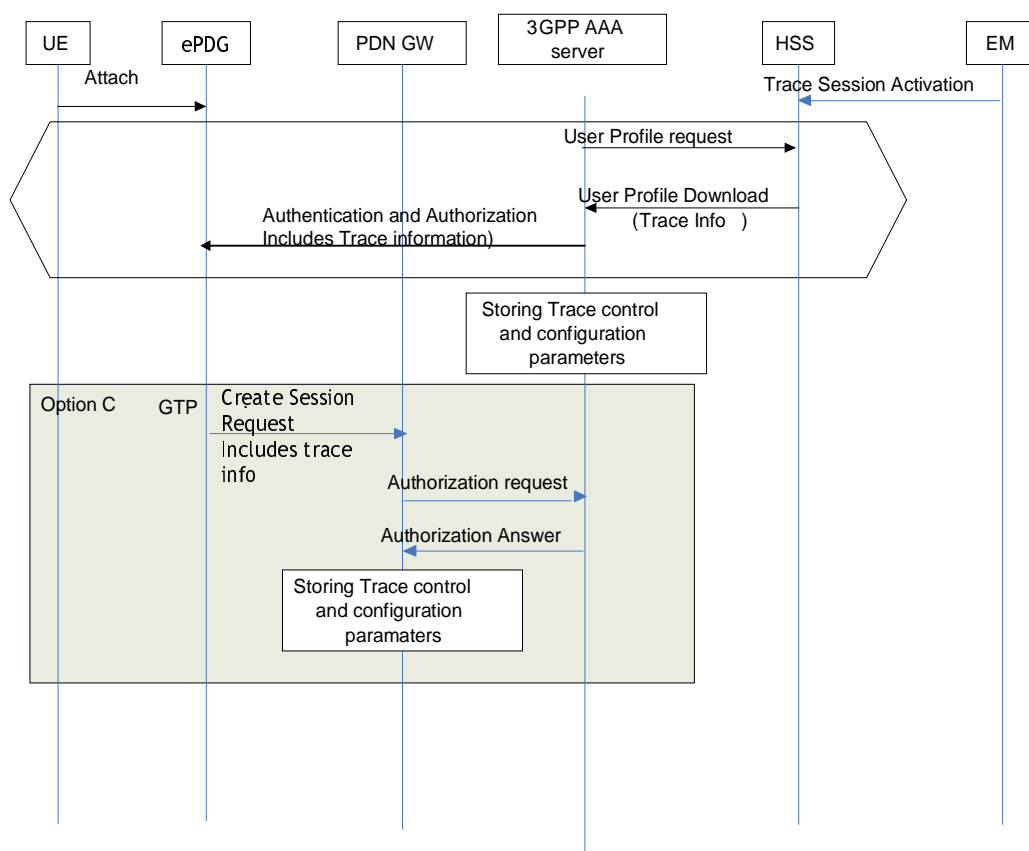 UE
ePDG
PDN GW
3GPP AAA
server
HSS
EM
Attach
Trace Session Activation
User Profile request
User Profile Download
(Trace Info )
Authentication and Authorization
Includes Trace information)
Storing Trace control
and configuration
parameters
Option C
GTP
Create Session
Request
Includes trace
info
Authorization request
Authorization Answer
Storing Trace control
and configuration
paramaters